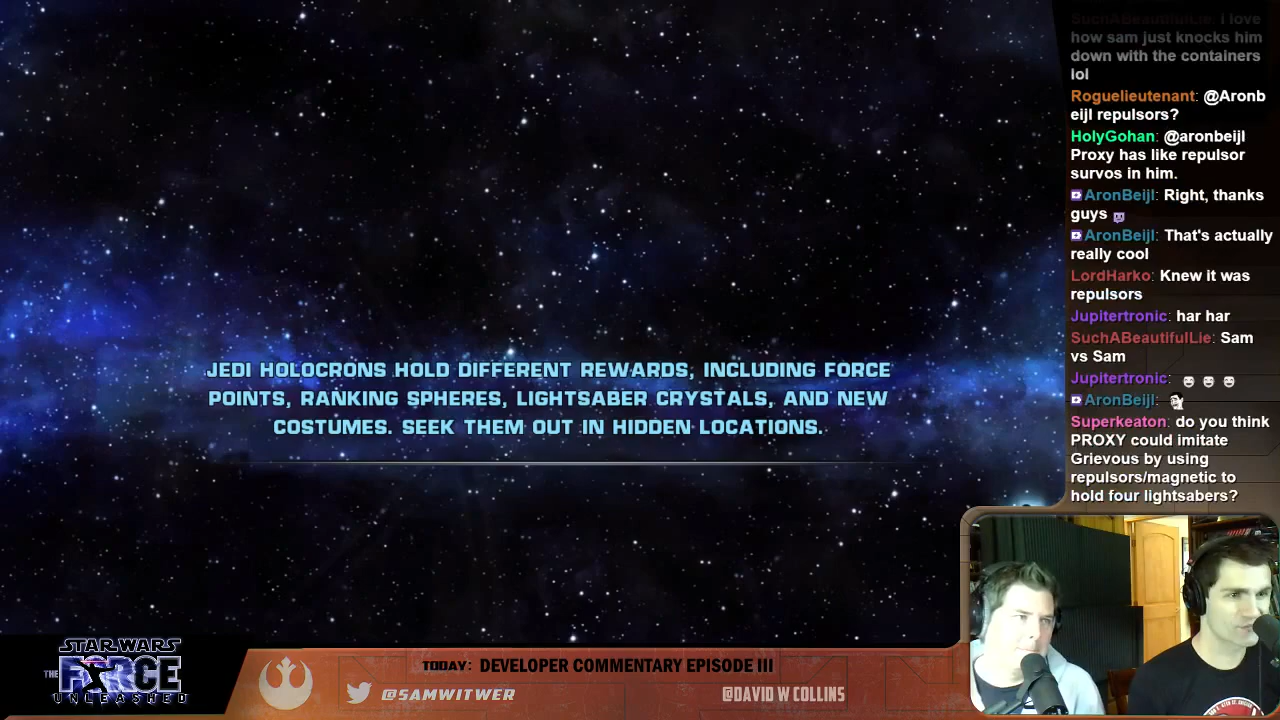 JEDI HOLOCRONS HOLD DIFFERENT REWARDS, INCLUDING FORCE
POINTS, RANKING SPHERES, LIGHTSABER CRYSTALS, AND NEW
COSTUMES. SEEK THEM OUT IN HIDDEN LOCATIONS.
SuchABeautifulLie: I love
how sam just knocks him
down with the containers
lol
Roguelieutenant: @Aronb
eijl repulsors?
HolyGohan: @aronbeijl
Proxy has like repulsor
survos in him.
AronBeijl: Right, thanks
guys
AronBeijl: That's actually
really cool
LordHarko: Knew it was
repulsors
Jupitertronic: har har
SuchABeautifulLie: Sam
vs Sam
Jupitertronic:
AronBeijl:
Superkeaton: do you think
PROXY could imitate
Grievous by using
repulsors/magnetic to
hold four lightsabers?
STAR WARS
THE FORCE
UNLEASHED
TODAY: DEVELOPER COMMENTARY EPISODE III
@SAMWITWER
@DAVID W COLLINS